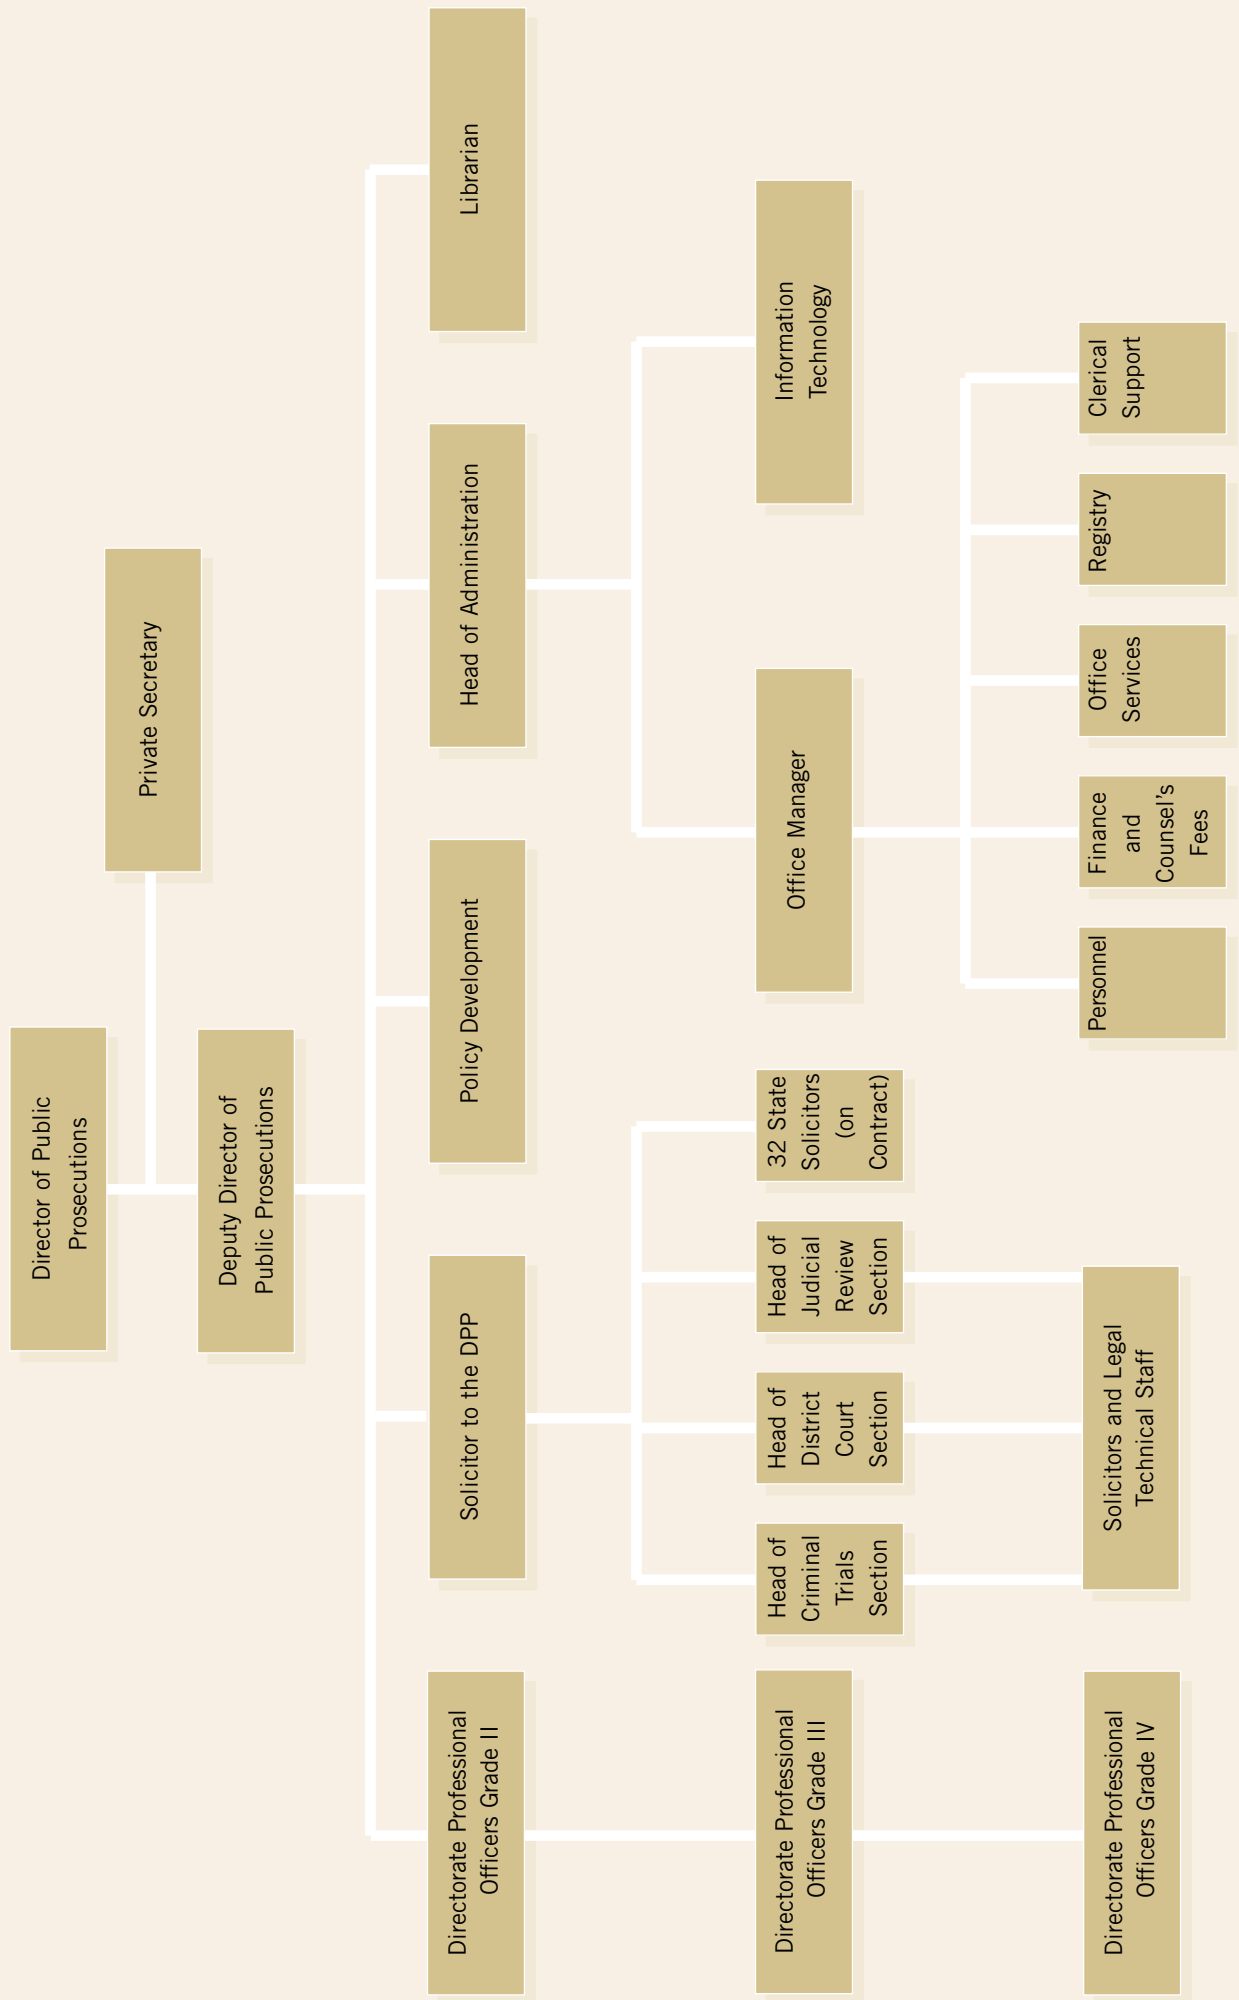 Director of Public
Prosecutions
Private Secretary
Deputy Director of
Public Prosecutions
Directorate Professional
Officers Grade II
Solicitor to the DPP
Policy Development
Head of Administration
Librarian
Directorate Professional
Officers Grade III
Head of
Criminal
Trials
Section
Head of
District
Court
Section
Head of
Judicial
Review
Section
32 State
Solicitors
(on
Contract)
Office Manager
Information
Technology
Directorate Professional
Officers Grade IV
Solicitors and Legal
Technical Staff
Personnel
Finance
and
Counsel's
Fees
Office
Services
Registry
Clerical
Support